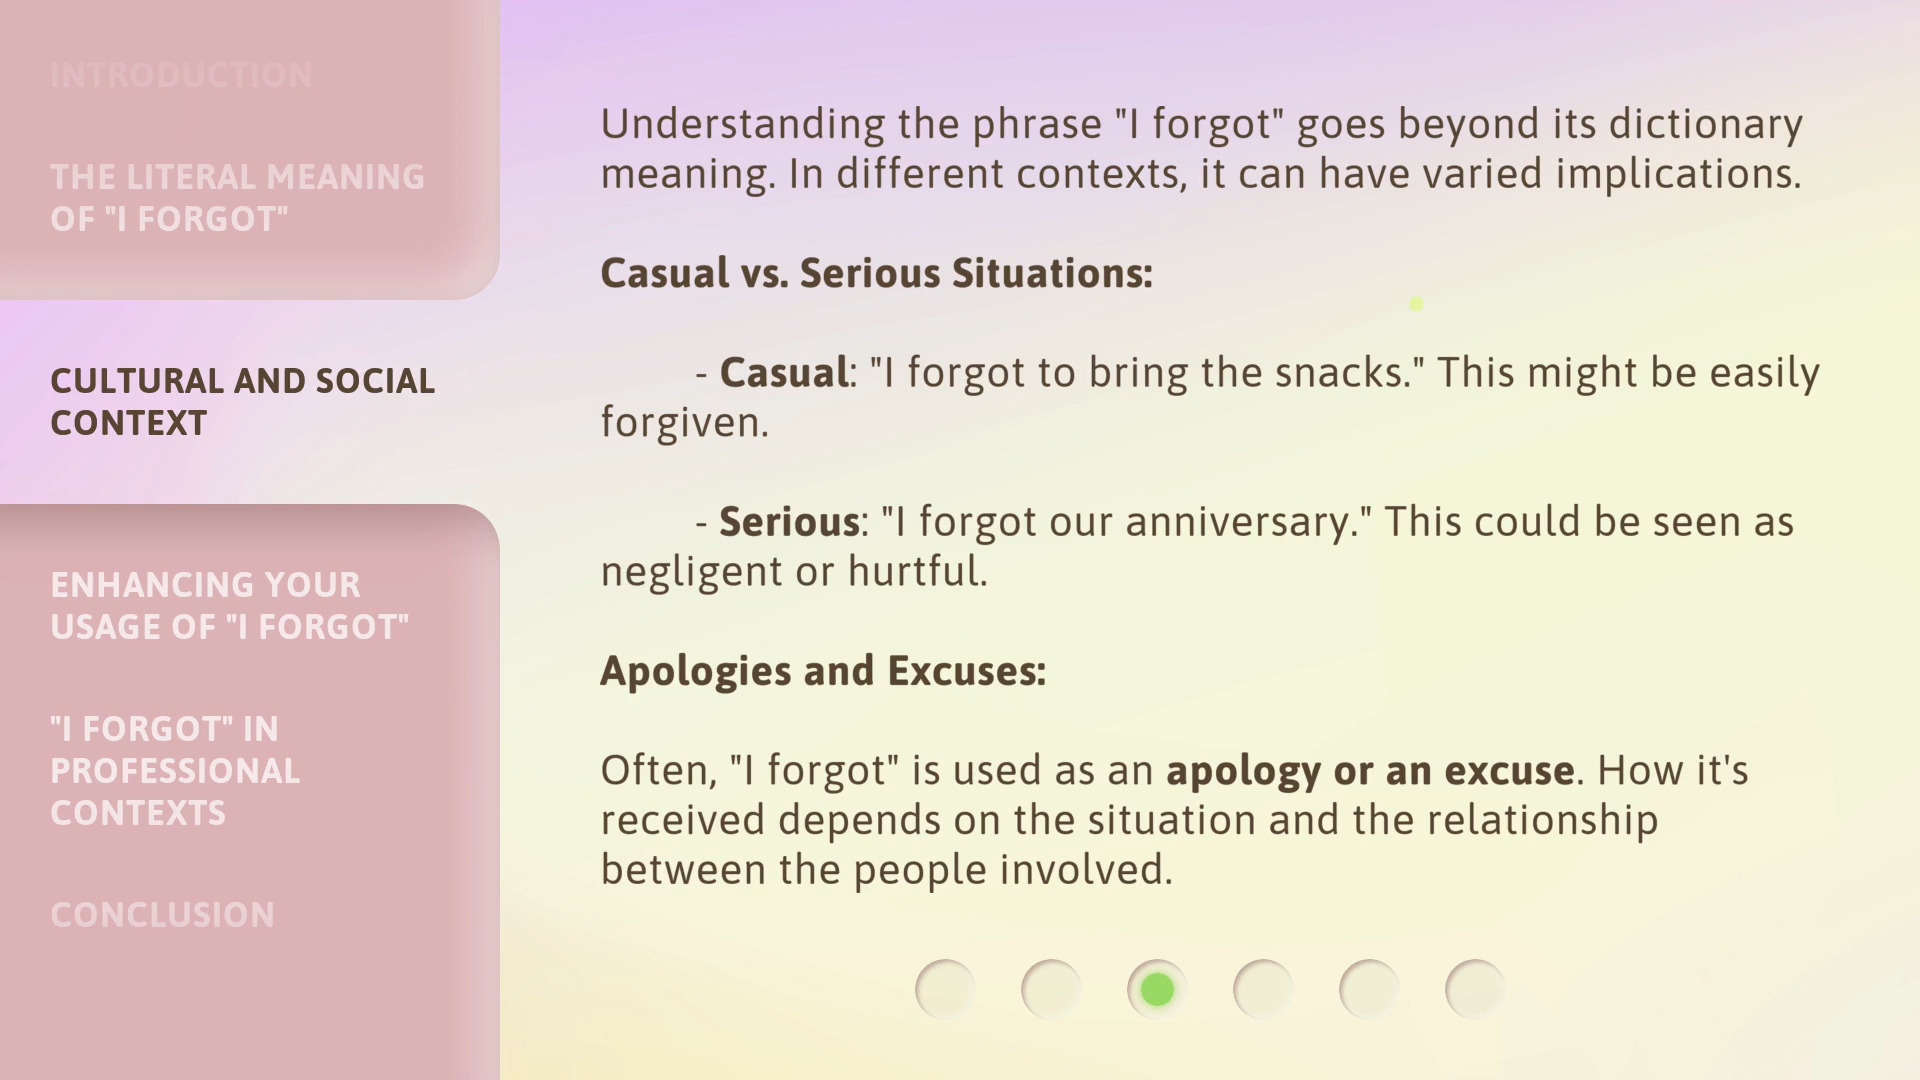 INTRODUCTION
THE LITERAL MEANING
OF "I FORGOT"
CULTURAL AND SOCIAL
CONTEXT
ENHANCING YOUR
USAGE OF "I FORGOT"
"I FORGOT" IN
PROFESSIONAL
CONTEXTS
CONCLUSION
Understanding the phrase "I forgot" goes beyond its dictionary
meaning. In different contexts, it can have varied implications.
Casual vs. Serious Situations:
- Casual: "I forgot to bring the snacks." This might be easily
forgiven.
- Serious: "I forgot our anniversary." This could be seen as
negligent or hurtful.
Apologies and Excuses:
Often, "I forgot" is used as an apology or an excuse. How it's
received depends on the situation and the relationship
between the people involved.